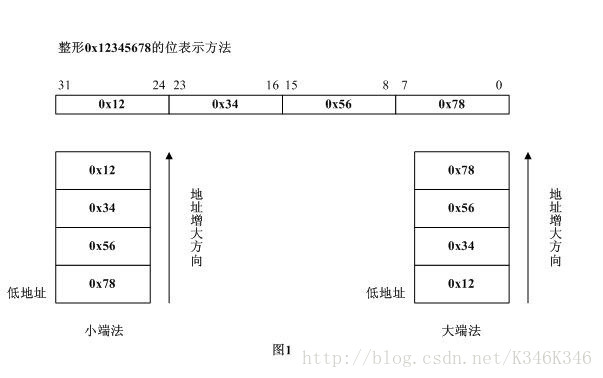 整形0x12345678的位表示方法
31 24 23 16 15 8 7 0
0x12 0x34 0x56 0x78
0x12
0x34
0x56
0x78
低地址
地址增大方向
小端法
0x78
0x56
0x34
0x12
低地址
地址增大方向
大端法
图1
http://blog.csdn.net/K346K346